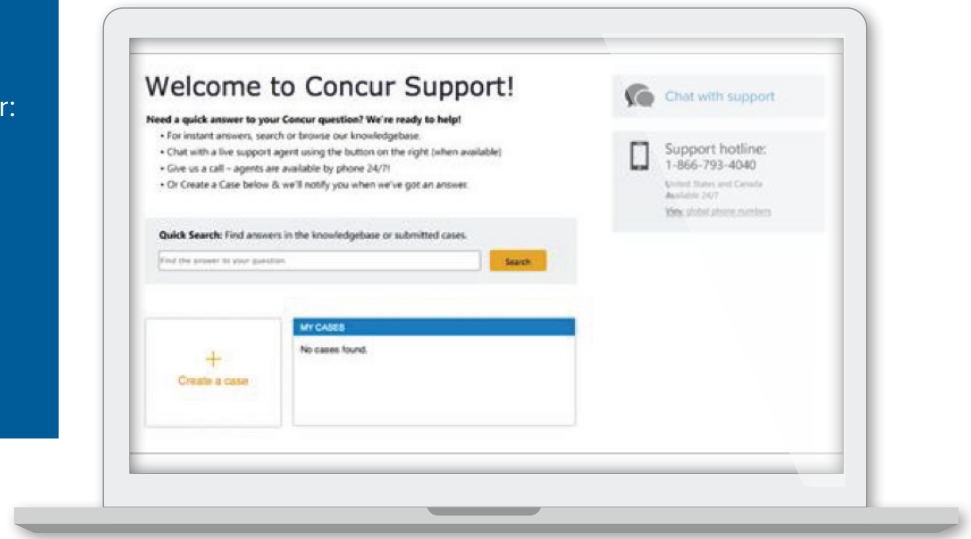 r:
Welcome to Concur Support!
Need a quick answer to your Concur question? We're ready to help!
• For instant answers, search or browse our knowledgebase.
• Chat with a live support agent using the button on the right (when available)
• Give us a call – agents are available by phone 24/7!
• Or Create a Case below & we'll notify you when we've got an answer.
Quick Search: Find answers in the knowledgebase or submitted cases.
Find the answer to your question
Search
+
Create a case
MY CASES
No cases found.
Chat with support
Support hotline:
1-866-793-4040
United States and Canada
Available 24/7
View global phone numbers